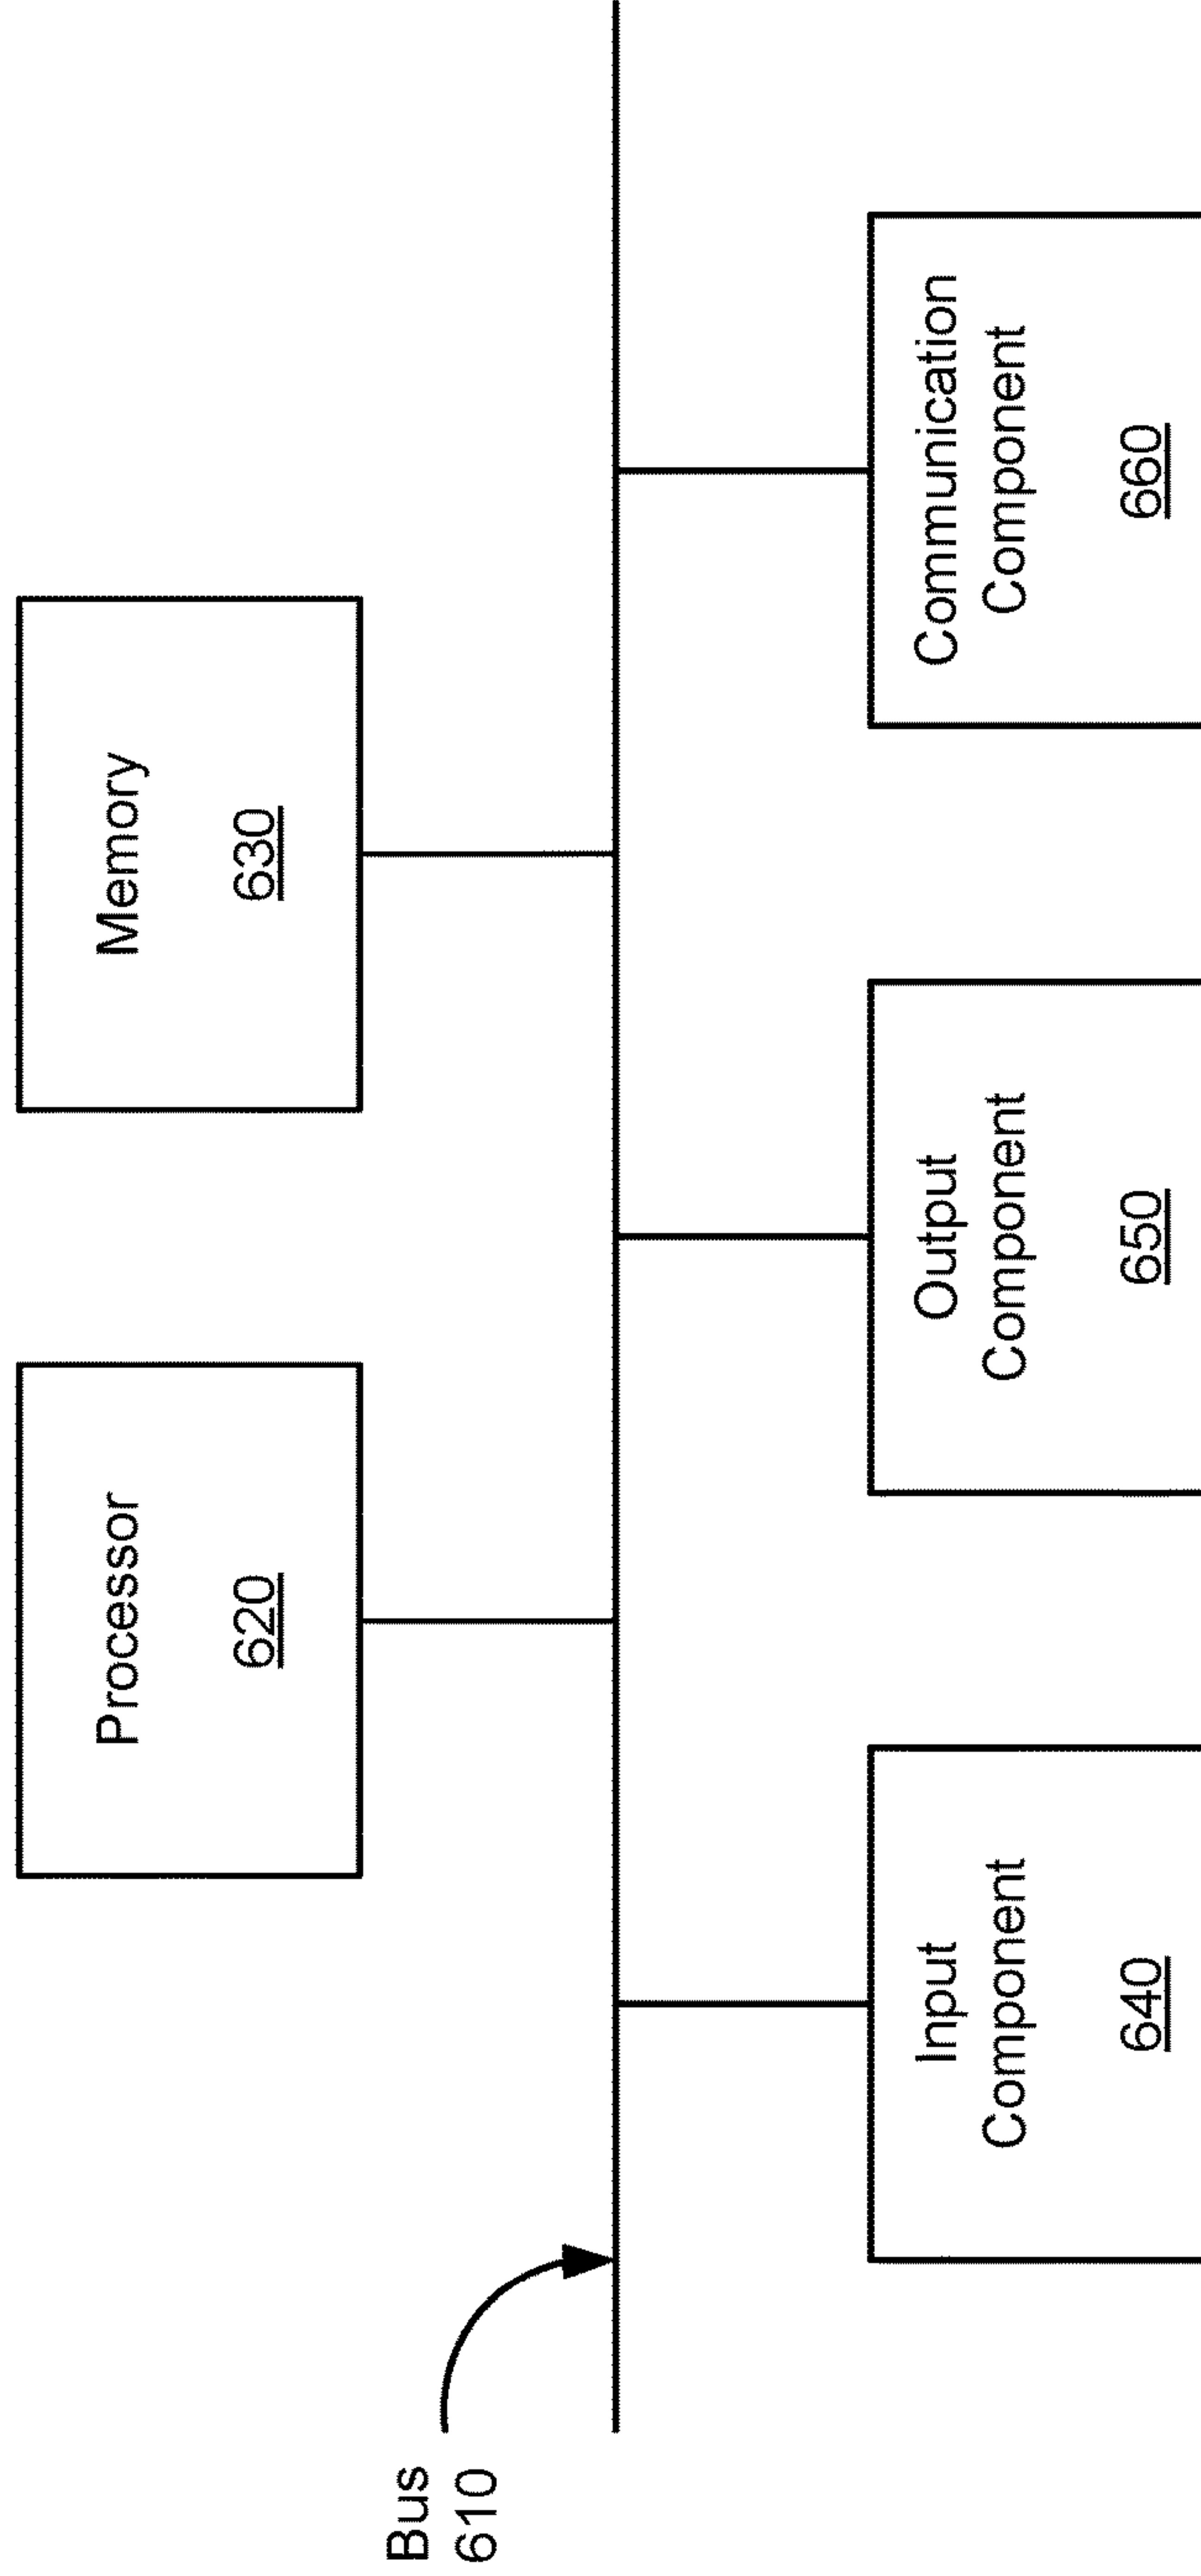 Processor
620
Memory
630
Bus
610
Input
Component
640
Output
Component
650
Communication
Component
660